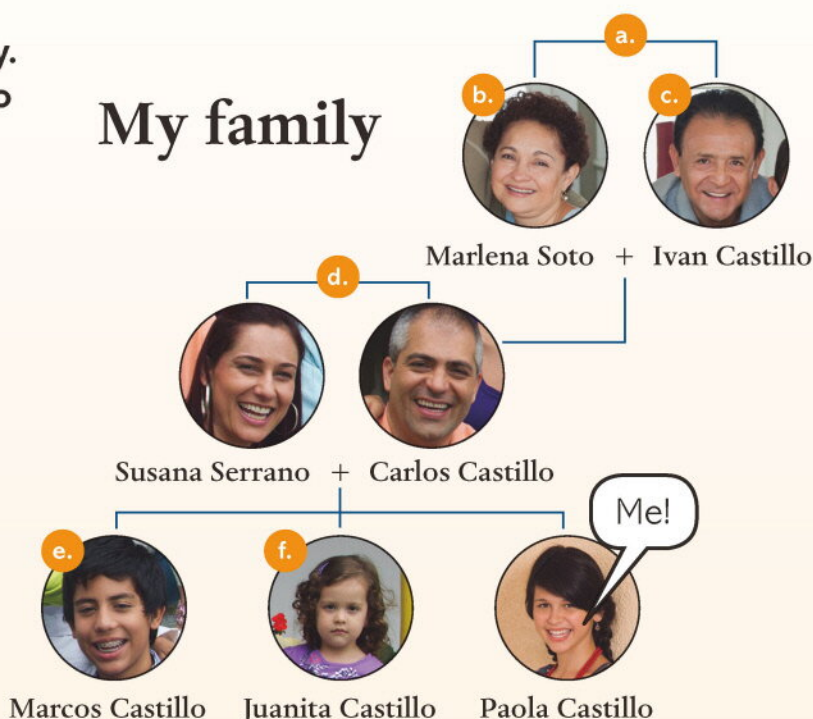 y.
o
My family
a.
b.
c.
Marlena Soto + Ivan Castillo
d.
Susana Serrano + Carlos Castillo
Me!
e.
f.
Marcos Castillo Juanita Castillo Paola Castillo